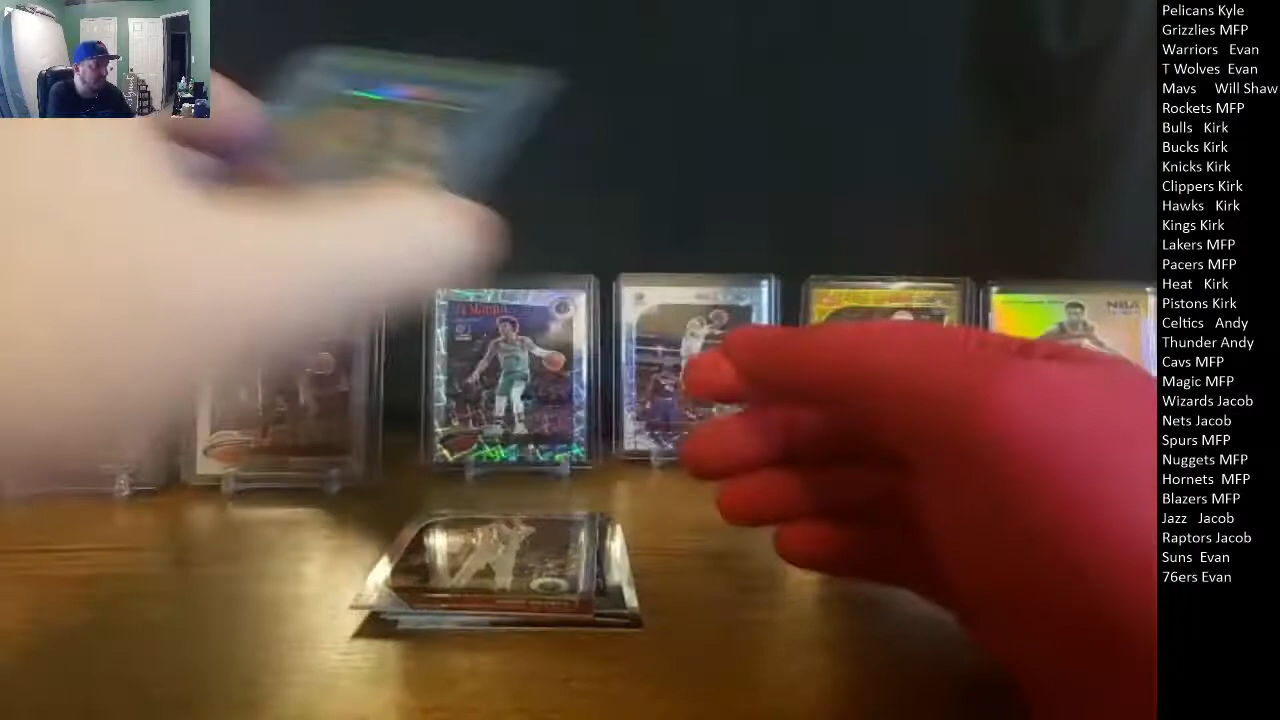 Pelicans Kyle
Grizzlies MFP
Warriors Evan
T Wolves Evan
Mavs Will Shaw
Rockets MFP
Bulls Kirk
Bucks Kirk
Knicks Kirk
Clippers Kirk
Hawks Kirk
Kings Kirk
Lakers MFP
Pacers MFP
Heat Kirk
Pistons Kirk
Celtics Andy
Thunder Andy
Cavs MFP
Magic MFP
Wizards Jacob
Nets Jacob
Spurs MFP
Nuggets MFP
Hornets MFP
Blazers MFP
Jazz Jacob
Raptors Jacob
Suns Evan
76ers Evan
NBA